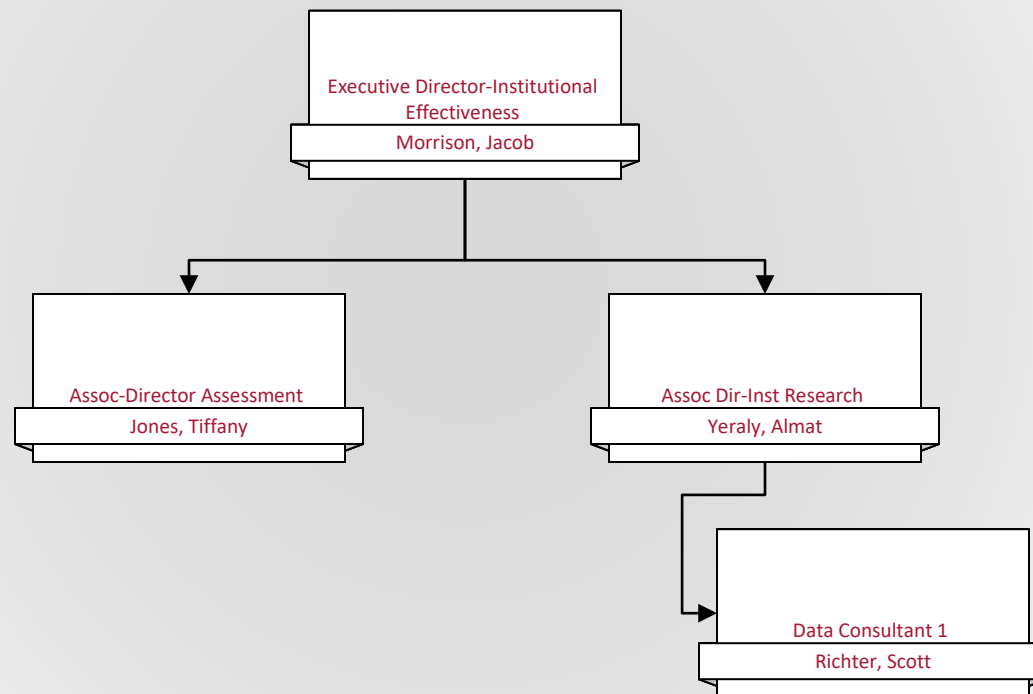 Executive Director-Institutional
Effectiveness
Morrison, Jacob
Assoc-Director Assessment
Jones, Tiffany
Assoc Dir-Inst Research
Yeraly, Almat
Data Consultant 1
Richter, Scott